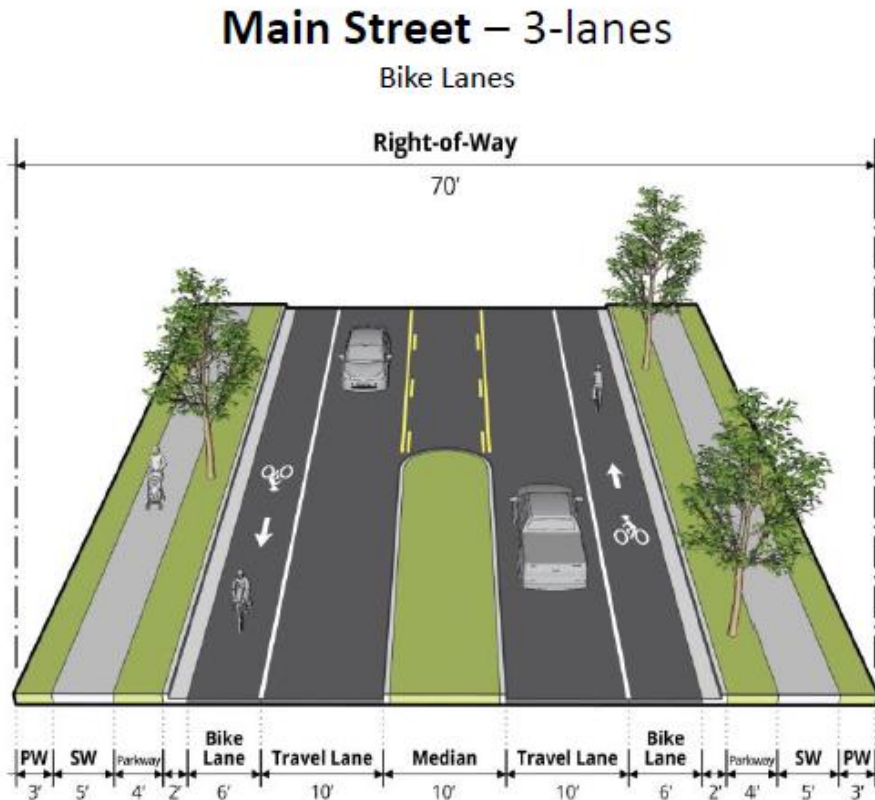 Main Street – 3-lanes
Bike Lanes
Right-of-Way
70'
PW SW Parkway Bike Lane Travel Lane Median Travel Lane Bike Lane Parkway SW PW
3' 5' 4' 2' 6' 10' 10' 10' 6' 2' 4' 5' 3'